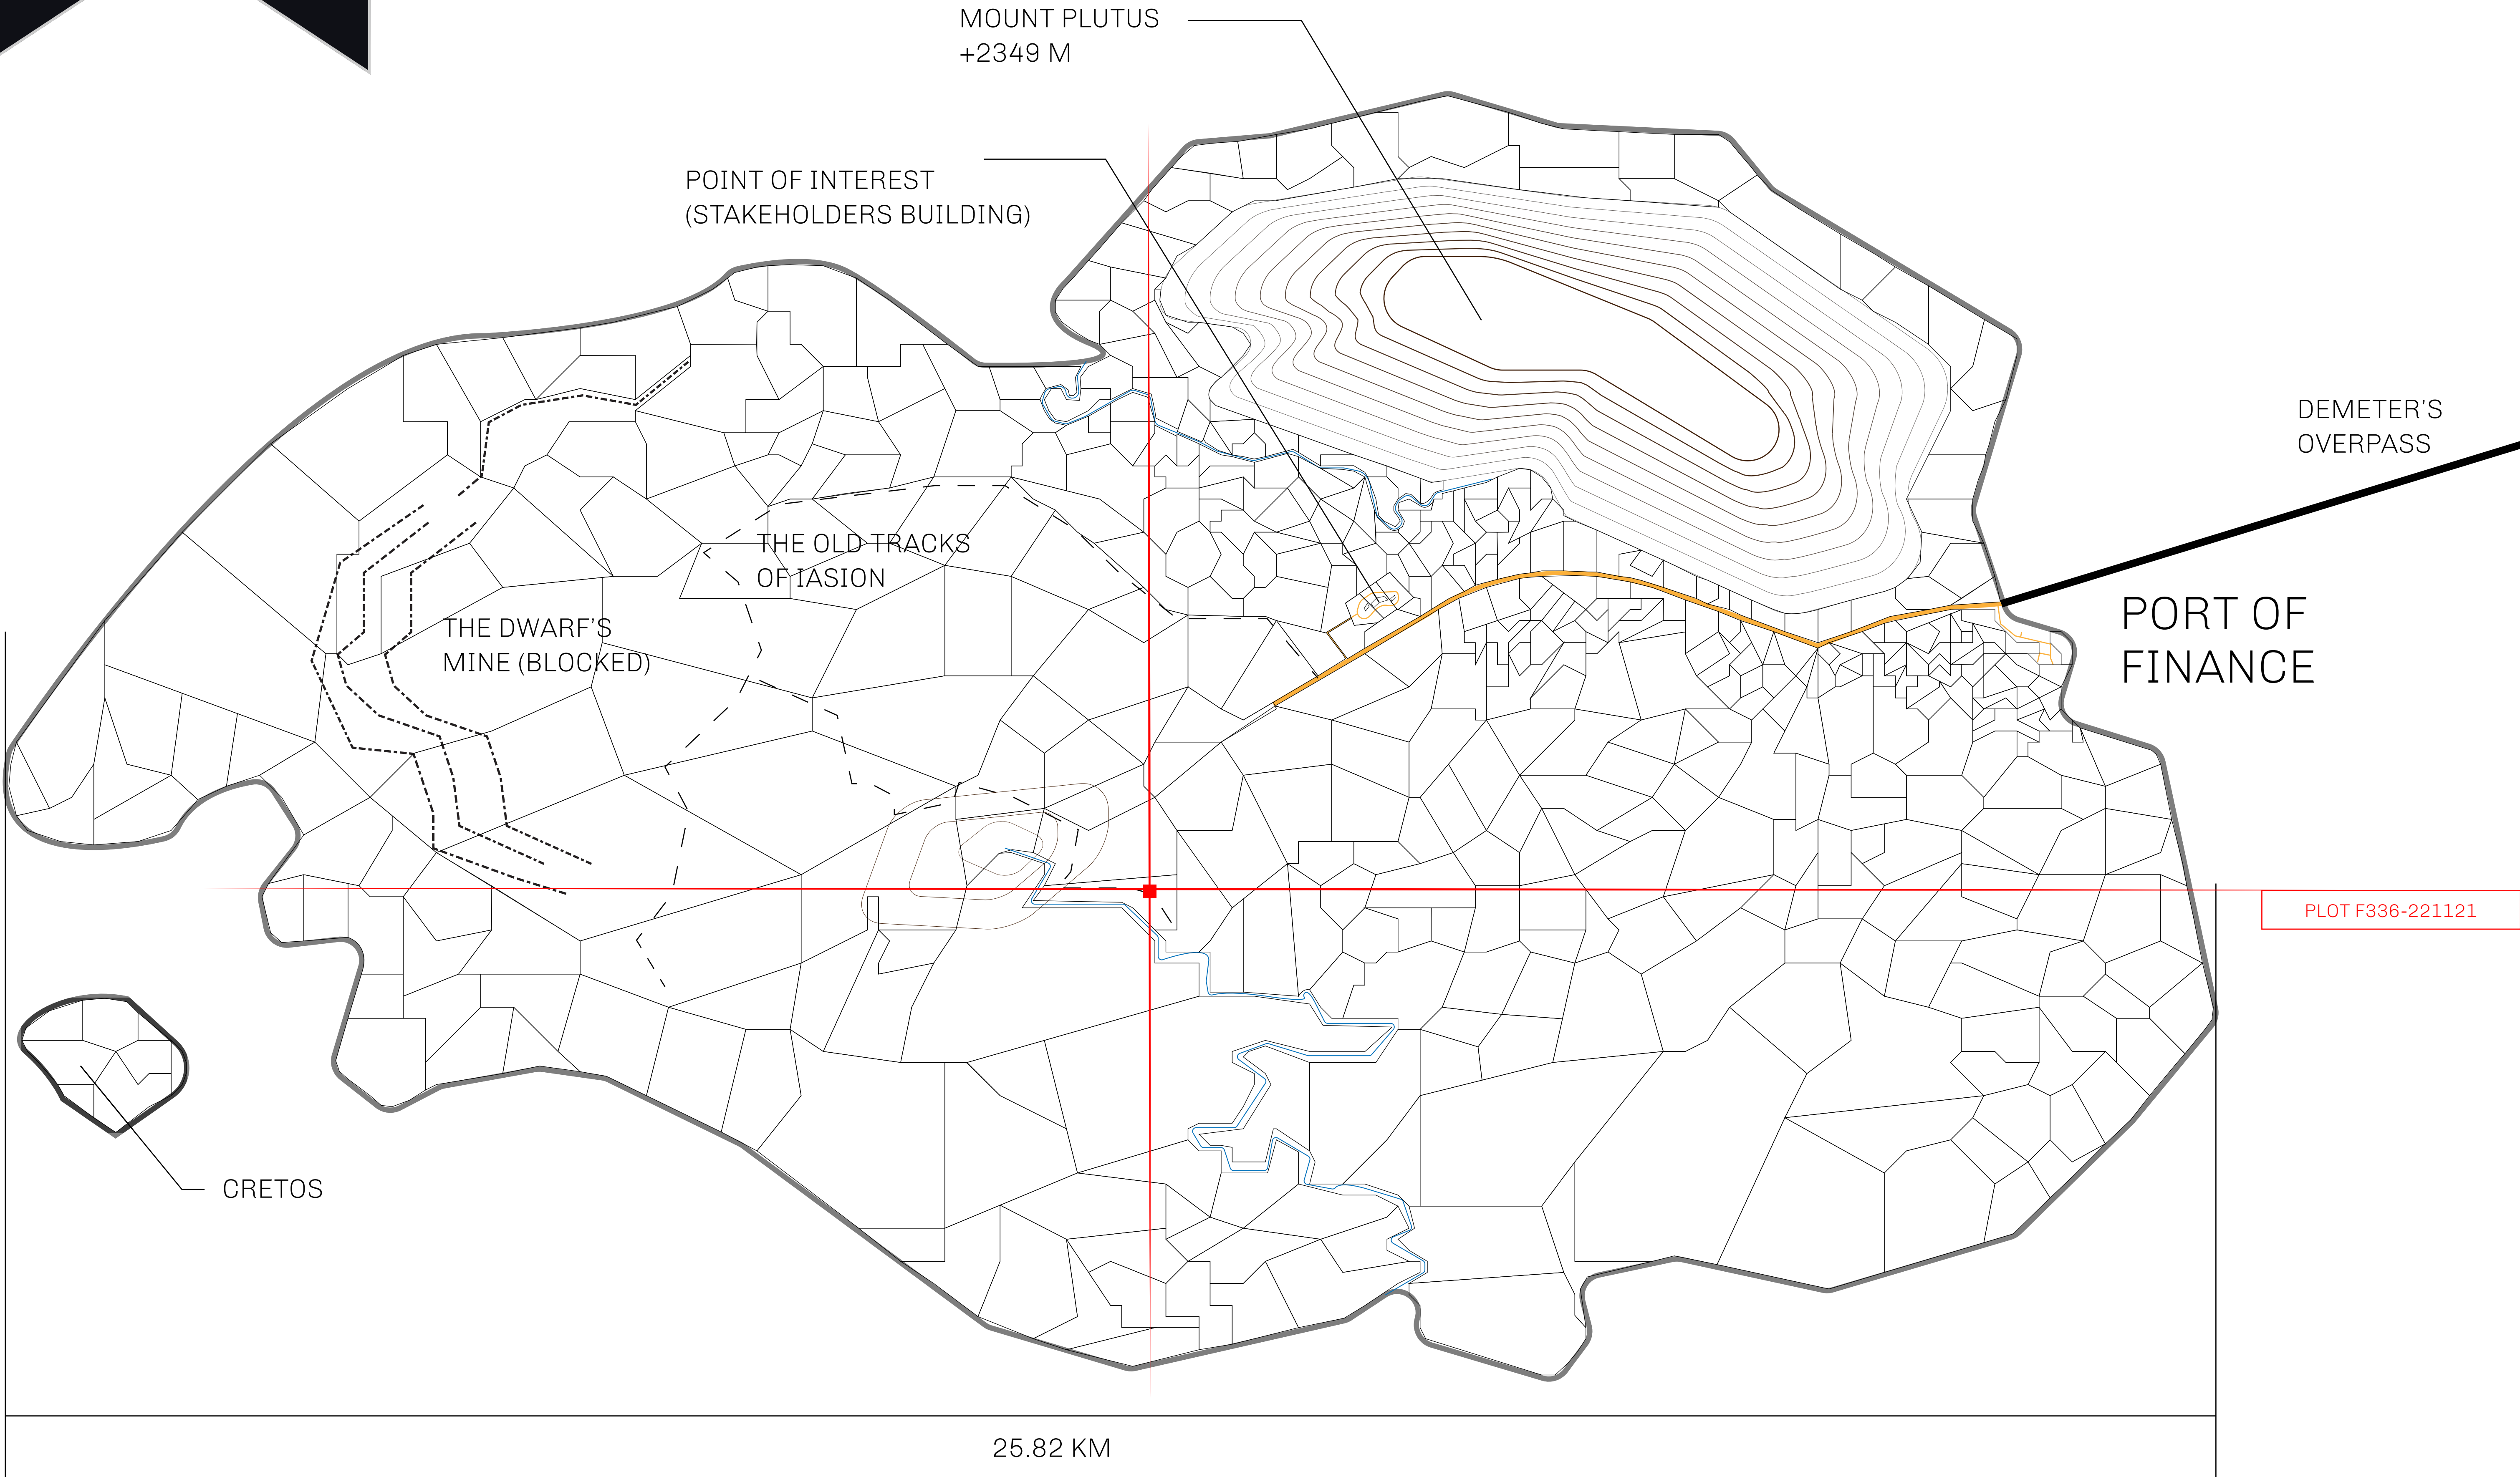 MOUNT PLUTUS
+2349 M
POINT OF INTEREST
(STAKEHOLDERS BUILDING)
DEMETER'S
OVERPASS
THE OLD TRACKS
OF IASION
PORT OF
FINANCE
THE DWARF'S
MINE (BLOCKED)
PLOT F336-221121
CRETOS
25.82 KM